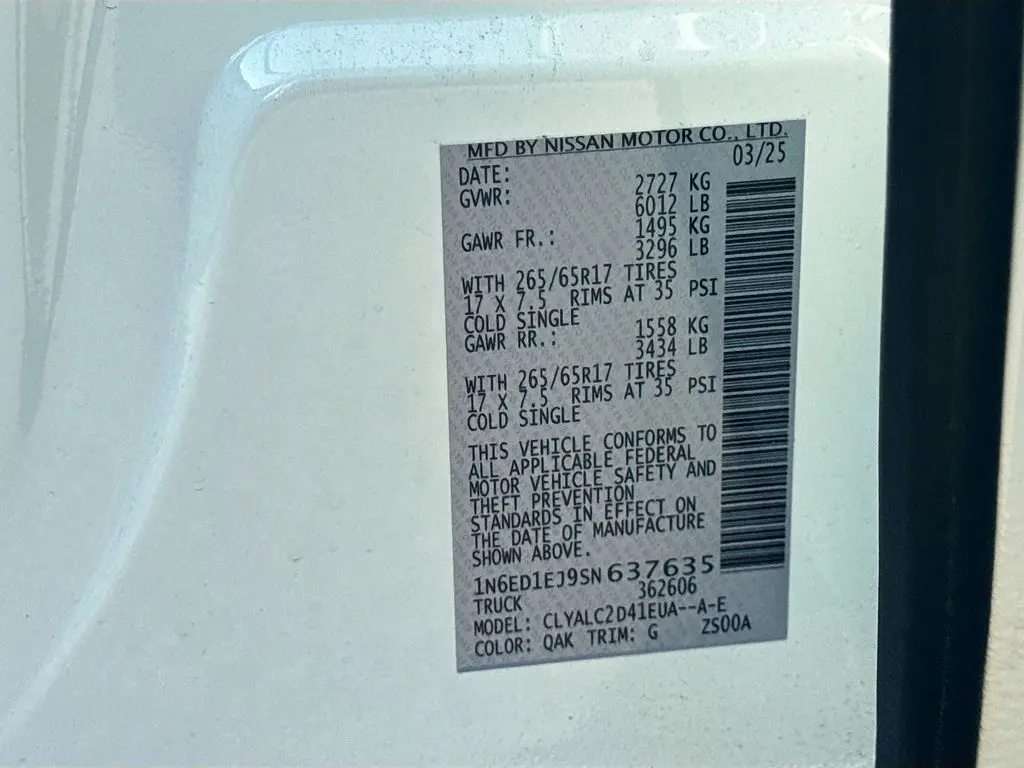 MFD BY NISSAN MOTOR CO., LTD.
DATE: 03/25
GVWR: 2727 KG
6012 LB
GAWR FR.: 1495 KG
3296 LB
WITH 265/65R17 TIRES
17 X 7.5 RIMS AT 35 PSI
COLD SINGLE
GAWR RR.: 1558 KG
3434 LB
WITH 265/65R17 TIRES
17 X 7.5 RIMS AT 35 PSI
COLD SINGLE
THIS VEHICLE CONFORMS TO
ALL APPLICABLE FEDERAL
MOTOR VEHICLE SAFETY AND
THEFT PREVENTION
STANDARDS IN EFFECT ON
THE DATE OF MANUFACTURE
SHOWN ABOVE.
1N6ED1EJ9SN637635
TRUCK 362606
MODEL: CLYALC2D41EUA--A-E
COLOR: QAK TRIM: G ZS00A